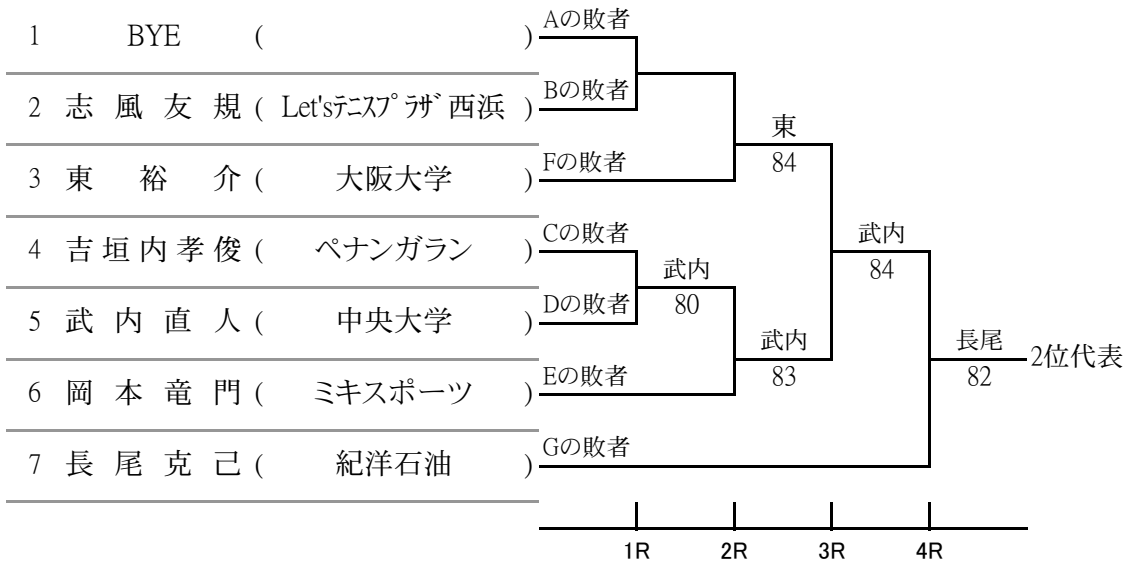 Aの敗者
1 BYE ( )
Bの敗者
2 志風友規 ( Let'sﾃﾆｽﾌﾟﾗｻﾞ西浜 )
東
84
Fの敗者
3 東裕介 ( 大阪大学 )
Cの敗者
4 吉垣内孝俊 ( ペナンガラン )
武内
84
武内
80
Dの敗者
5 武内直人 ( 中央大学 )
武内
83
長尾
82
2位代表
Eの敗者
6 岡本竜門 ( ミキスポーツ )
Gの敗者
7 長尾克己 ( 紀洋石油 )
1R 2R 3R 4R